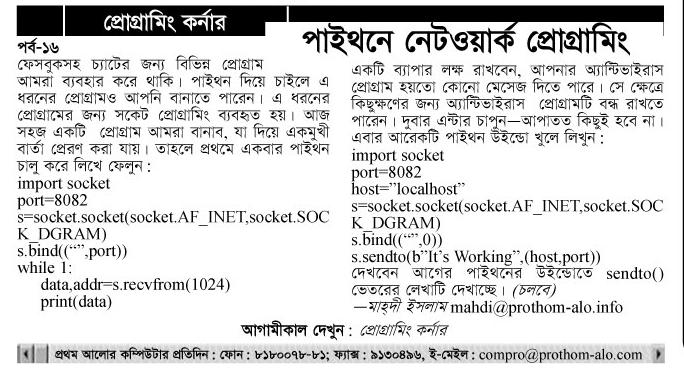 প্রোগ্রামিং কর্নার
পাইথনে নেটওয়ার্ক প্রোগ্রামিং
পর্ব-১৬
ফেসবুকসহ চ্যাটের জন্য বিভিন্ন প্রোগ্রাম
আমরা ব্যবহার করে থাকি। পাইথন দিয়ে চাইলে এ
ধরনের প্রোগ্রামও আপনি বানাতে পারেন। এ ধরনের
প্রোগ্রামের জন্য সকেট প্রোগ্রামিং ব্যবহৃত হয়। আজ
সহজ একটি প্রোগ্রাম আমরা বানাব, যা দিয়ে একমুখী
বার্তা প্রেরণ করা যায়। তাহলে প্রথমে একবার পাইথন
চালু করে লিখে ফেলুন :
import socket
port=8082
s=socket.socket(socket.AF_INET,socket.SOC
K_DGRAM)
s.bind((“”,port))
while 1:
data,addr=s.recvfrom(1024)
print(data)
একটি ব্যাপার লক্ষ রাখবেন, আপনার অ্যান্টিভাইরাস
প্রোগ্রাম হয়তো কোনো মেসেজ দিতে পারে। সে ক্ষেত্রে
কিছুক্ষণের জন্য অ্যান্টিভাইরাস প্রোগ্রামটি বন্ধ রাখতে
পারেন। দুবার এন্টার চাপুন—আপাতত কিছুই হবে না।
এবার আরেকটি পাইথন উইন্ডো খুলে লিখুন :
import socket
port=8082
host=”localhost”
s=socket.socket(socket.AF_INET,socket.SOC
K_DGRAM)
s.bind((“”,0))
s.sendto(b”It’s Working”,(host,port))
দেখবেন আগের পাইথনের উইন্ডোতে sendto()
ভেতরের লেখাটি দেখাচ্ছে। (চলবে)
—মাহ্দী ইসলাম mahdi@prothom-alo.info
আগামীকাল দেখুন : প্রোগ্রামিং কর্নার
প্রথম আলোর কম্পিউটার প্রতিদিন : ফোন : ৮১৮০০৭৮-৮১; ফ্যাক্স : ৯১৩০৪৯৬, ই-মেইল : compro@prothom-alo.com